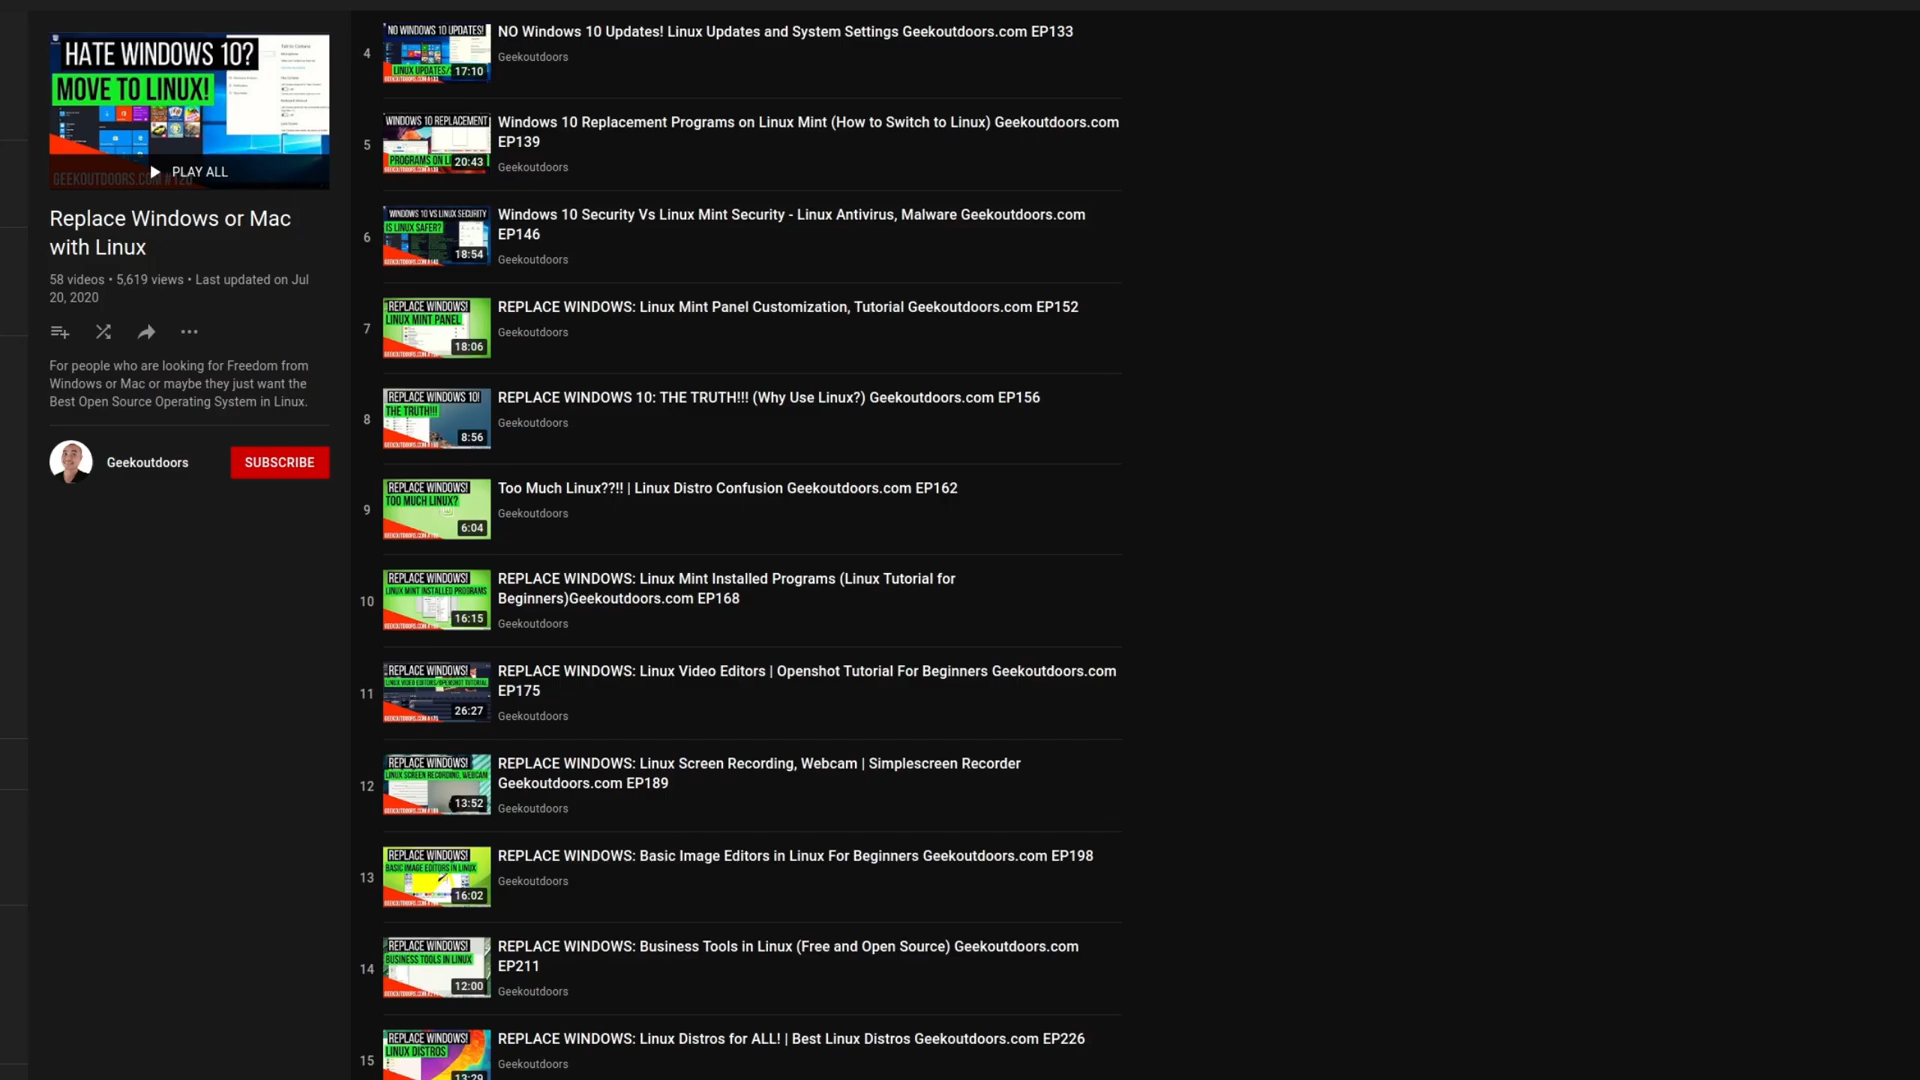 HATE WINDOWS 10?
MOVE TO LINUX!
GEEKOUTDOORS.COM #120
PLAY ALL
Replace Windows or Mac
with Linux
58 videos • 5,619 views • Last updated on Jul
20, 2020
For people who are looking for Freedom from
Windows or Mac or maybe they just want the
Best Open Source Operating System in Linux.
Geekoutdoors
SUBSCRIBE
4
NO WINDOWS 10 UPDATES!
LINUX UPDATES/
17:10
NO Windows 10 Updates! Linux Updates and System Settings Geekoutdoors.com EP133
Geekoutdoors
5
WINDOWS 10 REPLACEMENT
PROGRAMS ON L
20:43
Windows 10 Replacement Programs on Linux Mint (How to Switch to Linux) Geekoutdoors.com
EP139
Geekoutdoors
6
WINDOWS 10 VS LINUX SECURITY
IS LINUX SAFER?
18:54
Windows 10 Security Vs Linux Mint Security - Linux Antivirus, Malware Geekoutdoors.com
EP146
Geekoutdoors
7
REPLACE WINDOWS!
LINUX MINT PANEL
18:06
REPLACE WINDOWS: Linux Mint Panel Customization, Tutorial Geekoutdoors.com EP152
Geekoutdoors
8
REPLACE WINDOWS 10!
THE TRUTH!!!
8:56
REPLACE WINDOWS 10: THE TRUTH!!! (Why Use Linux?) Geekoutdoors.com EP156
Geekoutdoors
9
REPLACE WINDOWS!
TOO MUCH LINUX?
6:04
Too Much Linux??!! | Linux Distro Confusion Geekoutdoors.com EP162
Geekoutdoors
10
REPLACE WINDOWS!
LINUX MINT INSTALLED PROGRAMS
16:15
REPLACE WINDOWS: Linux Mint Installed Programs (Linux Tutorial for
Beginners)Geekoutdoors.com EP168
Geekoutdoors
11
REPLACE WINDOWS!
LINUX VIDEO EDITORS/OPENSHOT TUTORIAL
26:27
REPLACE WINDOWS: Linux Video Editors | Openshot Tutorial For Beginners Geekoutdoors.com
EP175
Geekoutdoors
12
REPLACE WINDOWS!
LINUX SCREEN RECORDING, WEBCAM
13:52
REPLACE WINDOWS: Linux Screen Recording, Webcam | Simplescreen Recorder
Geekoutdoors.com EP189
Geekoutdoors
13
REPLACE WINDOWS!
BASIC IMAGE EDITORS IN LINUX
16:02
REPLACE WINDOWS: Basic Image Editors in Linux For Beginners Geekoutdoors.com EP198
Geekoutdoors
14
REPLACE WINDOWS!
BUSINESS TOOLS IN LINUX
12:00
REPLACE WINDOWS: Business Tools in Linux (Free and Open Source) Geekoutdoors.com
EP211
Geekoutdoors
15
REPLACE WINDOWS!
LINUX DISTROS
13:29
REPLACE WINDOWS: Linux Distros for ALL! | Best Linux Distros Geekoutdoors.com EP226
Geekoutdoors